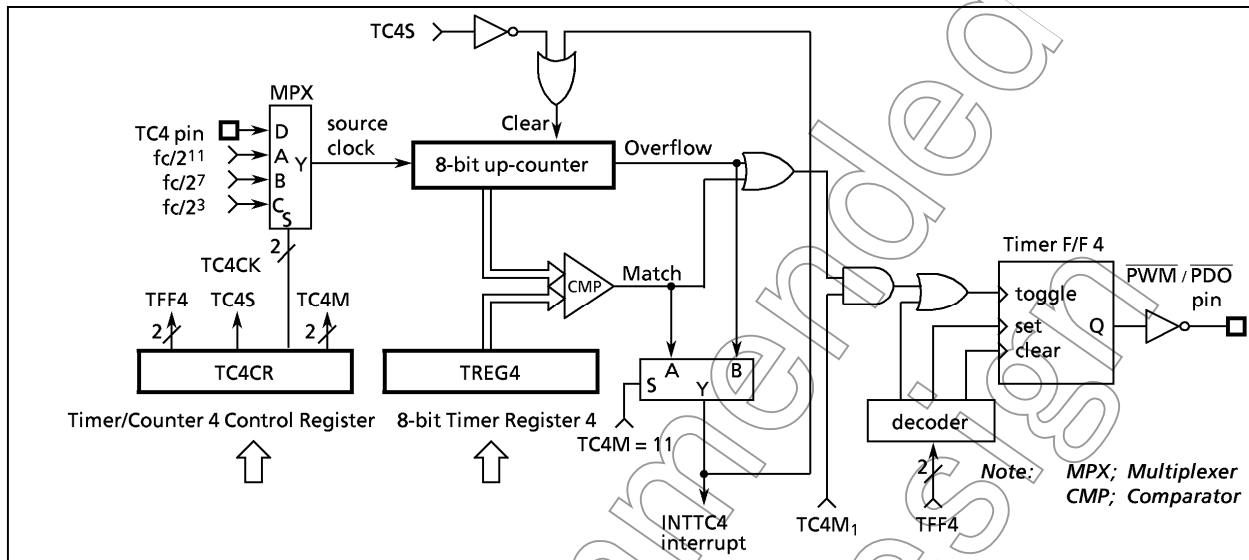 TC4S
MPX
TC4 pin
D
source
clock
Clear
fc/2¹¹
A
Y
8-bit up-counter
Overflow
fc/2⁷
B
fc/2³
C
S
2
TC4CK
CMP
Match
Timer F/F 4
PWM / PDO
pin
toggle
set
Q
clear
TFF4
TC4S
TC4M
2
2
TC4CR
TREG4
S
A
Y
B
decoder
Timer/Counter 4 Control Register
8-bit Timer Register 4
TC4M = 11
2
Note: MPX; Multiplexer
CMP; Comparator
INTTC4
interrupt
TC4M₁
TFF4